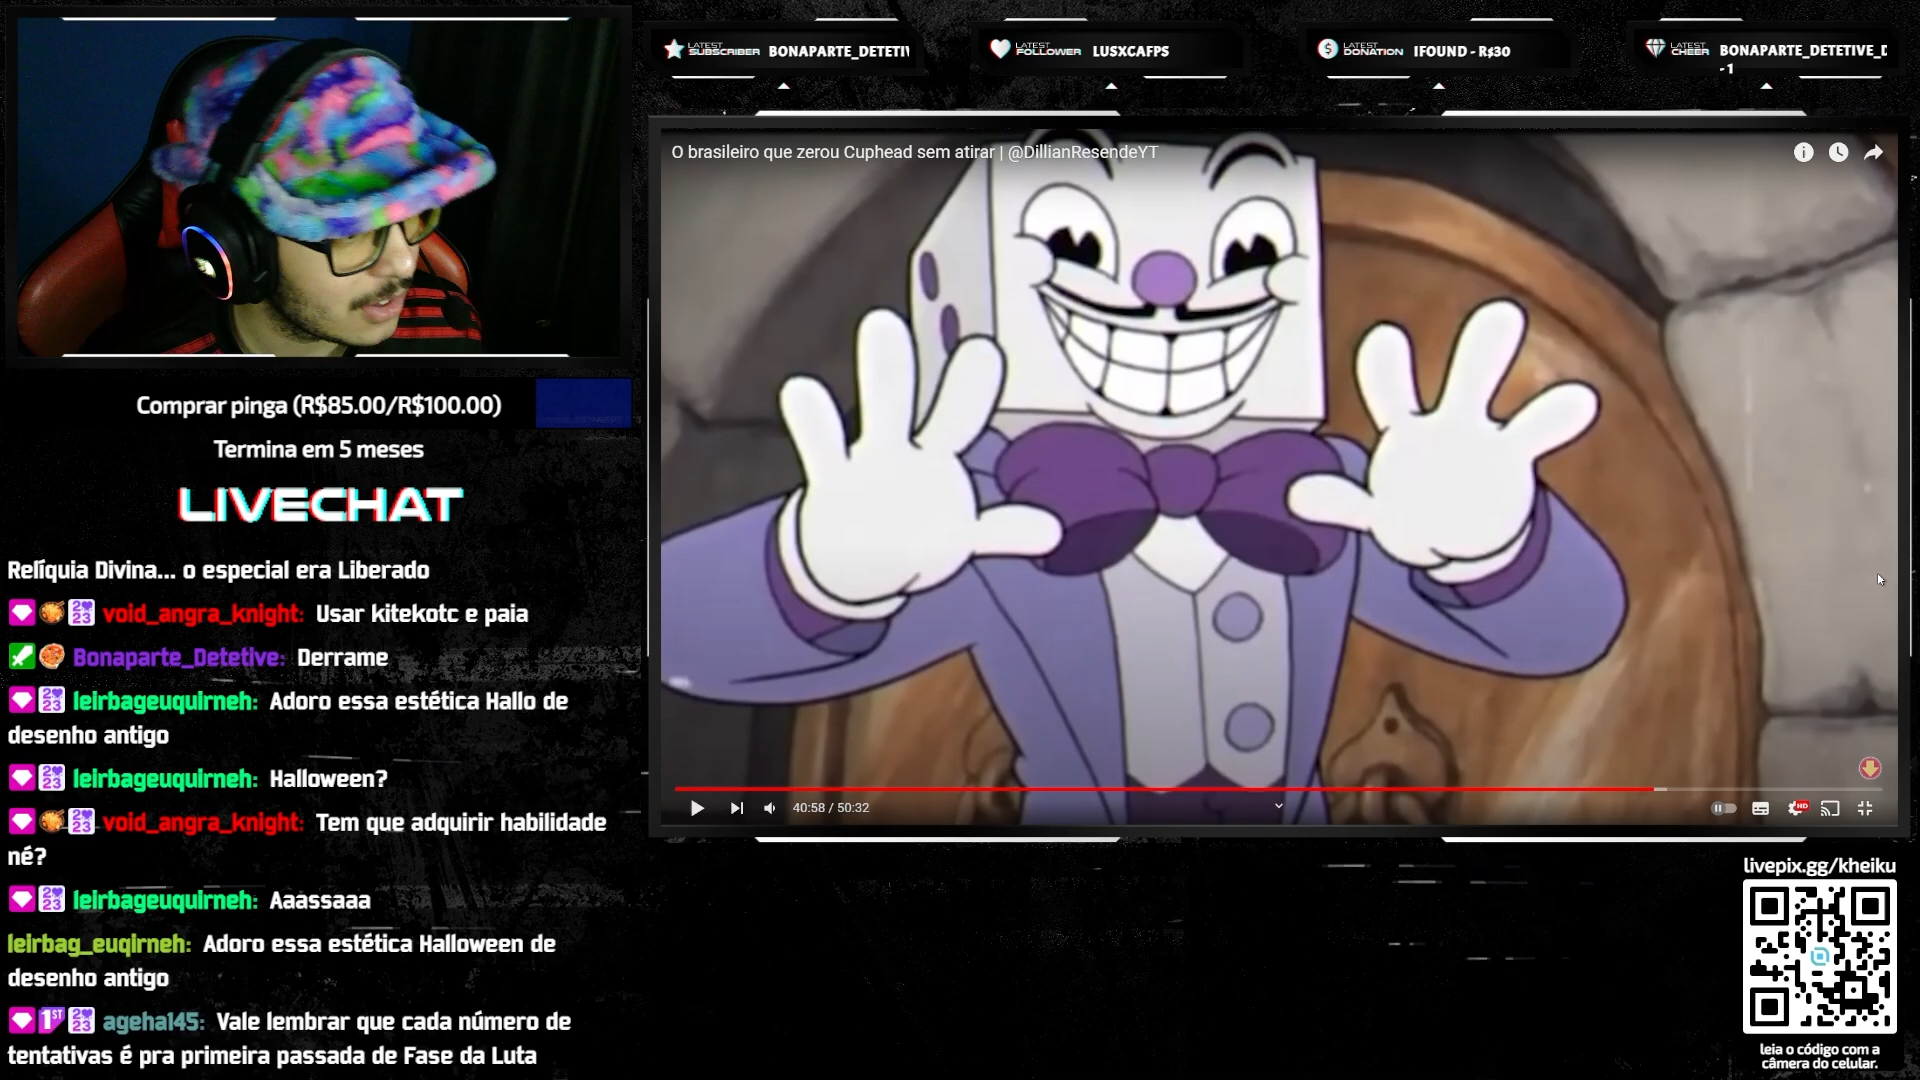 LATEST SUBSCRIBER BONAPARTE_DETETIV
LATEST FOLLOWER LUSXCAFPS
LATEST DONATION IFOUND - R$30
LATEST CHEER BONAPARTE_DETETIVE_D
- 1
O brasileiro que zerou Cuphead sem atirar | @DillianResendeYT
Comprar pinga (R$85.00/R$100.00)
Termina em 5 meses
LIVECHAT
Relíquia Divina... o especial era Liberado
void_angra_knight: Usar kitekotc e paia
Bonaparte_Detetive: Derrame
leirbageuquirneh: Adoro essa estética Hallo de
desenho antigo
leirbageuquirneh: Halloween?
void_angra_knight: Tem que adquirir habilidade
né?
leirbageuquirneh: Aaassaaa
leirbag_euqirneh: Adoro essa estética Halloween de
desenho antigo
1ST ageha145: Vale lembrar que cada número de
tentativas é pra primeira passada de Fase da Luta
40:58 / 50:32
HD
livepix.gg/kheiku
leia o código com a
câmera do celular.